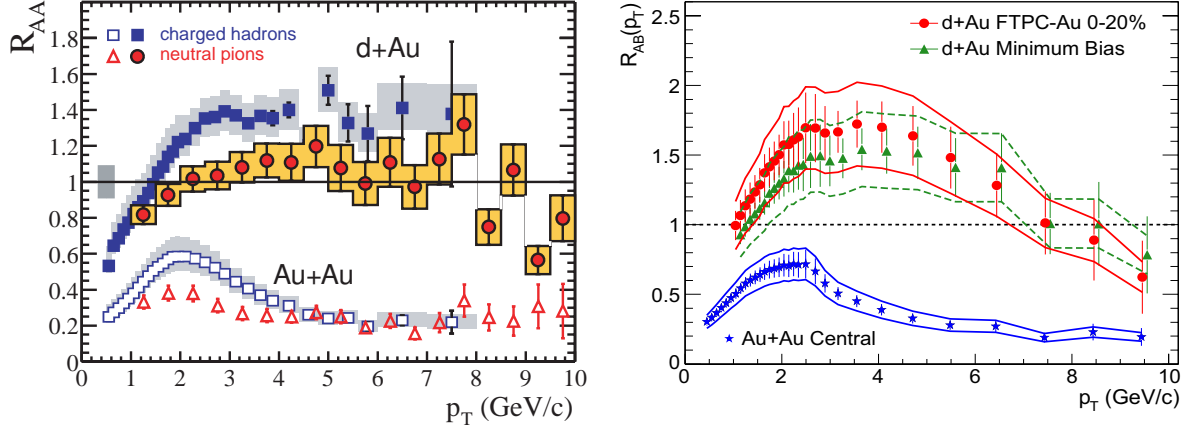 R_AA
1.8
1.6
1.4
1.2
1
0.8
0.6
0.4
0.2
0
charged hadrons
neutral pions
d+Au
Au+Au
0 1 2 3 4 5 6 7 8 9 10
p_T (GeV/c)
R_AB(p_T)
2.5
2
1.5
1
0.5
d+Au FTPC-Au 0-20%
d+Au Minimum Bias
Au+Au Central
0 2 4 6 8 10
p_T (GeV/c)